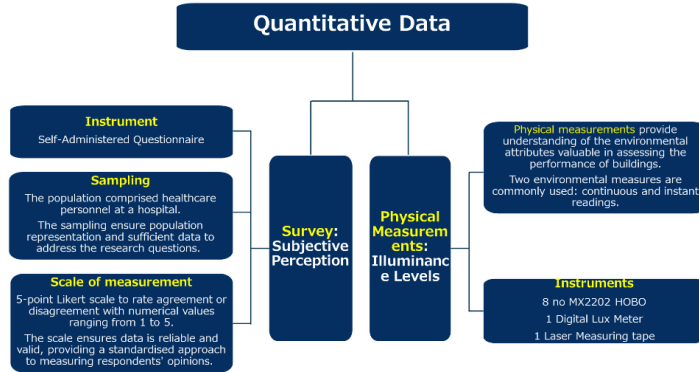 Quantitative Data
Instrument
Self-Administered Questionnaire
Sampling
The population comprised healthcare
personnel at a hospital.
The sampling ensure population
representation and sufficient data to
address the research questions.
Scale of measurement
5-point Likert scale to rate agreement or
disagreement with numerical values
ranging from 1 to 5.
The scale ensures data is reliable and
valid, providing a standardised approach
to measuring respondents' opinions.
Survey:
Subjective
Perception
Physical
Measurem
ents:
Illuminanc
e Levels
Physical measurements provide
understanding of the environmental
attributes valuable in assessing the
performance of buildings.
Two environmental measures are
commonly used: continuous and instant
readings.
Instruments
8 no MX2202 HOBO
1 Digital Lux Meter
1 Laser Measuring tape